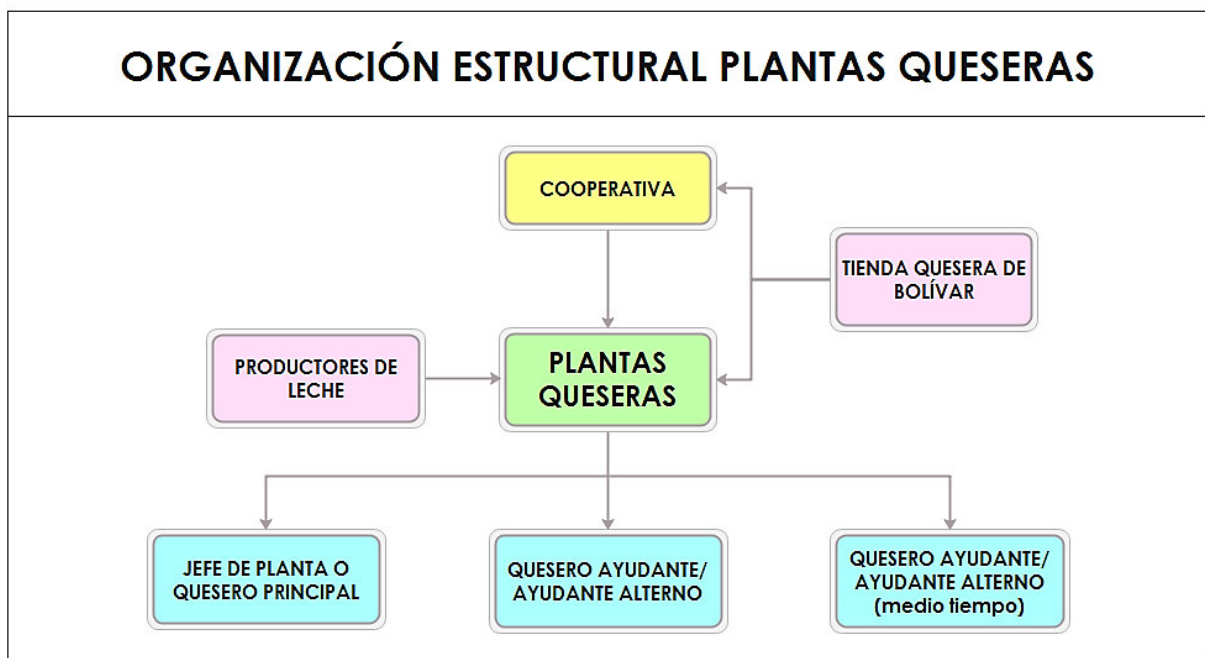 ORGANIZACIÓN ESTRUCTURAL PLANTAS QUESERAS
COOPERATIVA
TIENDA QUESERA DE
BOLÍVAR
PRODUCTORES DE
LECHE
PLANTAS
QUESERAS
JEFE DE PLANTA O
QUESERO PRINCIPAL
QUESERO AYUDANTE/
AYUDANTE ALTERNO
QUESERO AYUDANTE/
AYUDANTE ALTERNO
(medio tiempo)